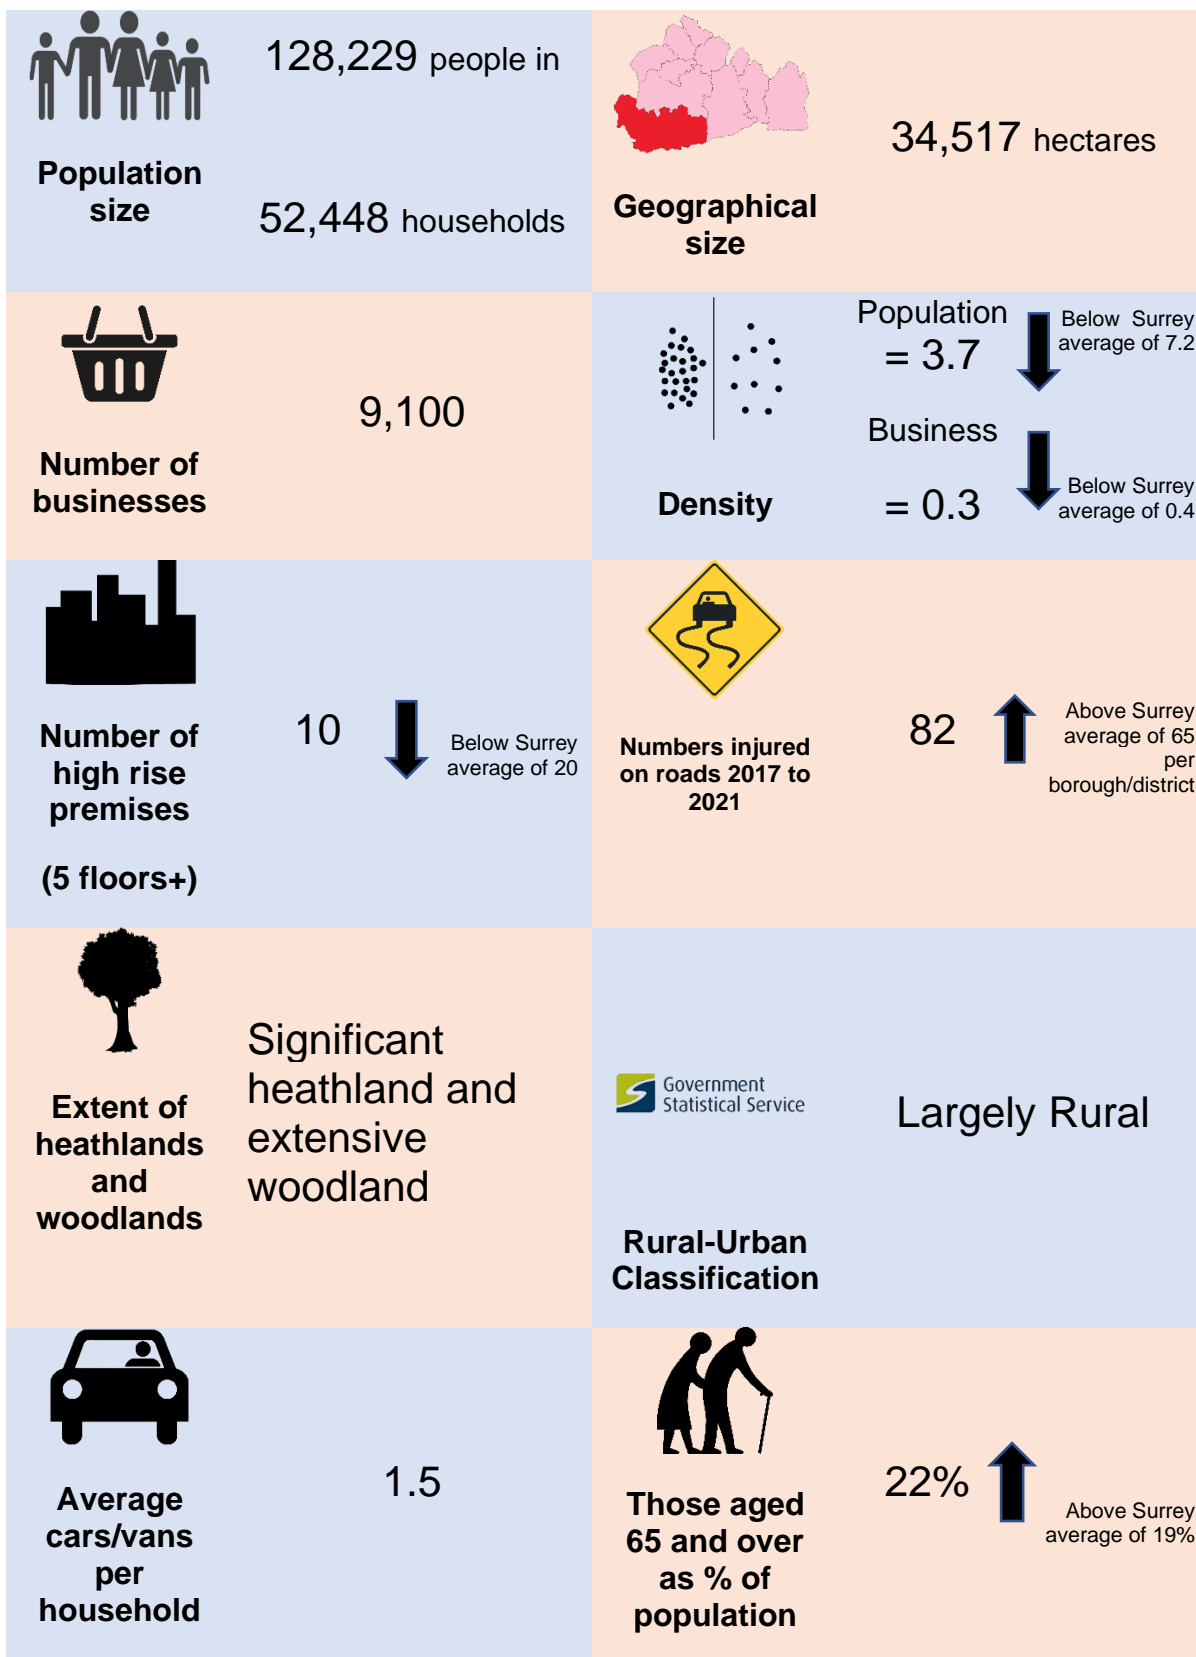 128,229 people in
Population
size
52,448 households
34,517 hectares
Geographical
size
9,100
Number of
businesses
Population
= 3.7
Below Surrey
average of 7.2
Business
= 0.3
Below Surrey
average of 0.4
Density
10
Below Surrey
average of 20
Number of
high rise
premises
(5 floors+)
82
Above Surrey
average of 65
per
borough/district
Numbers injured
on roads 2017 to
2021
Significant
heathland and
extensive
woodland
Extent of
heathlands
and
woodlands
Government
Statistical Service
Largely Rural
Rural-Urban
Classification
1.5
Average
cars/vans
per
household
22%
Above Surrey
average of 19%
Those aged
65 and over
as % of
population